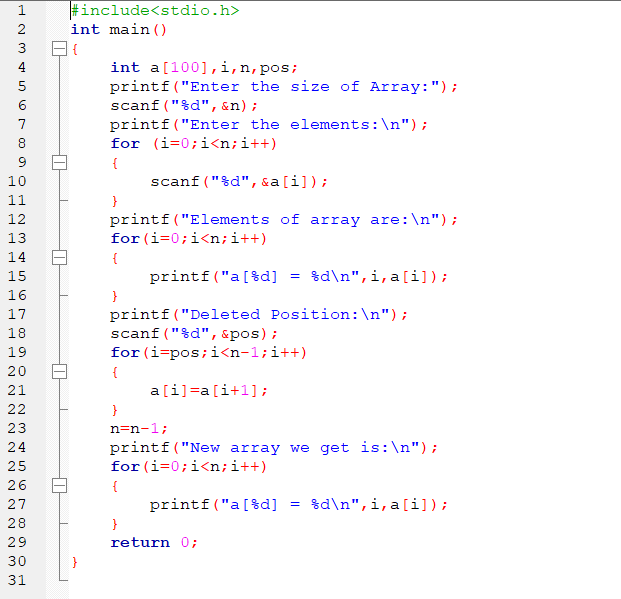 1 #include<stdio.h>
2 int main()
3 {
4 int a[100],i,n,pos;
5 printf("Enter the size of Array:");
6 scanf("%d",&n);
7 printf("Enter the elements:\n");
8 for (i=0;i<n;i++)
9 {
10 scanf("%d",&a[i]);
11 }
12 printf("Elements of array are:\n");
13 for(i=0;i<n;i++)
14 {
15 printf("a[%d] = %d\n",i,a[i]);
16 }
17 printf("Deleted Position:\n");
18 scanf("%d",&pos);
19 for(i=pos;i<n-1;i++)
20 {
21 a[i]=a[i+1];
22 }
23 n=n-1;
24 printf("New array we get is:\n");
25 for(i=0;i<n;i++)
26 {
27 printf("a[%d] = %d\n",i,a[i]);
28 }
29 return 0;
30 }
31